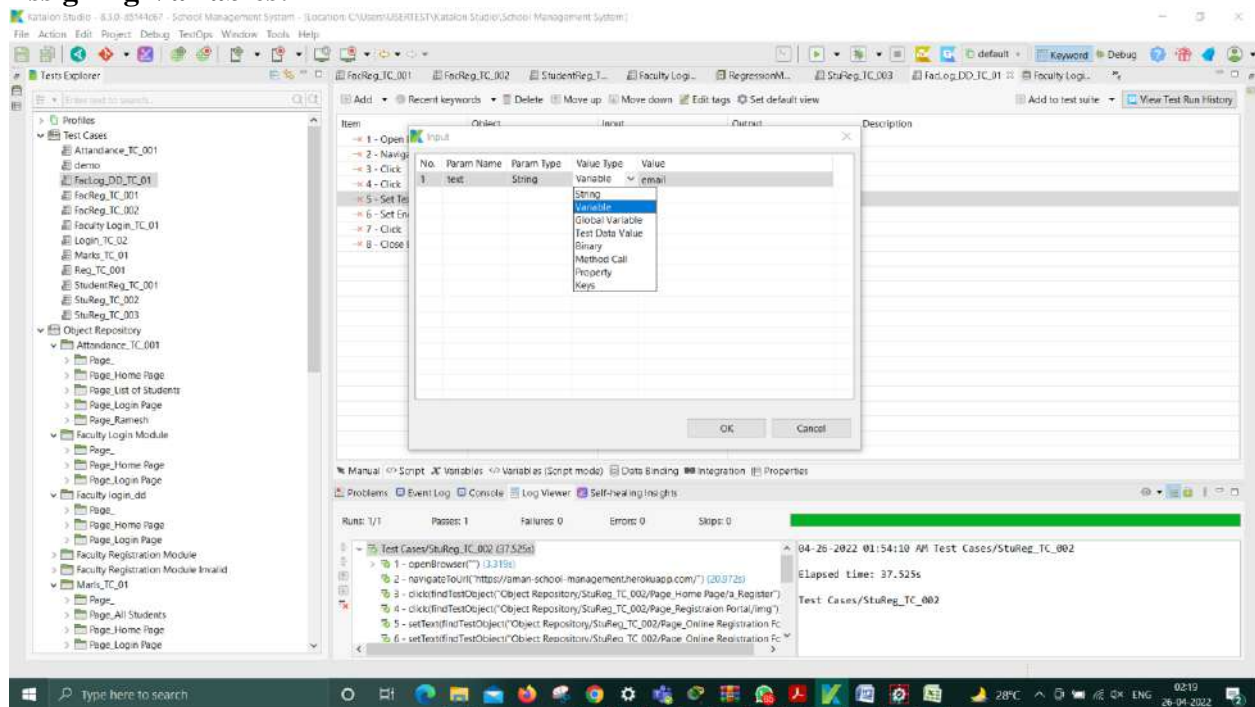 Katalon Studio - 8.3.0 - School Management System - [Location: C:\Users\USERTEST\Katalon Studio\School Management System]
File Action Edit Project Debug TestOps Window Tools Help
default Keyword Debug
Tests Explorer
FacReg_TC_001 FacReg_TC_002 StudentReg_T... Faculty Logi... RegressionM... StuReg_TC_003 FacLog_DD_TC_01 Faculty Logi...
Enter text to search...
Add Recent keywords Delete Move up Move down Edit tags Set default view Add to test suite View Test Run History
Item Object Input Output Description
1 - Open
2 - Naviga
3 - Click
4 - Click
5 - Set Te
6 - Set En
7 - Click
8 - Close
Input
No. Param Name Param Type Value Type Value
1 text String Variable email
String
Variable
Global Variable
Test Data Value
Binary
Method Call
Property
Keys
OK Cancel
Profiles
Test Cases
Attandance_TC_001
demo
FacLog_DD_TC_01
FacReg_TC_001
FacReg_TC_002
Faculty Login_TC_01
Login_TC_02
Marks_TC_01
Reg_TC_001
StudentReg_TC_001
StuReg_TC_002
StuReg_TC_003
Object Repository
Attandance_TC_001
Page_
Page_Home Page
Page_List of Students
Page_Login Page
Page_Ramesh
Faculty Login Module
Page_
Page_Home Page
Page_Login Page
Faculty login_dd
Page_
Page_Home Page
Page_Login Page
Faculty Registration Module
Faculty Registration Module Invalid
Marls_TC_01
Page_
Page_All Students
Page_Home Page
Page_Login Page
Manual Script Variables Variables (Script mode) Data Binding Integration Properties
Problems Event Log Console Log Viewer Self-healing Insights
Runs: 1/1 Passes: 1 Failures: 0 Errors: 0 Skips: 0
Test Cases/StuReg_TC_002 (37.525s)
1 - openBrowser("") (3.319s)
2 - navigateToUrl("https://aman-school-management.herokuapp.com/") (20.972s)
3 - click(findTestObject("Object Repository/StuReg_TC_002/Page_Home Page/a_Register")
4 - click(findTestObject("Object Repository/StuReg_TC_002/Page_Registraion Portal/img")
5 - setText(findTestObject("Object Repository/StuReg_TC_002/Page_Online Registration Fc
6 - setText(findTestObject("Object Repository/StuReg_TC_002/Page_Online Registration Fc
04-26-2022 01:54:10 AM Test Cases/StuReg_TC_002
Elapsed time: 37.525s
Test Cases/StuReg_TC_002
Type here to search
28°C ENG 02:19
26-04-2022